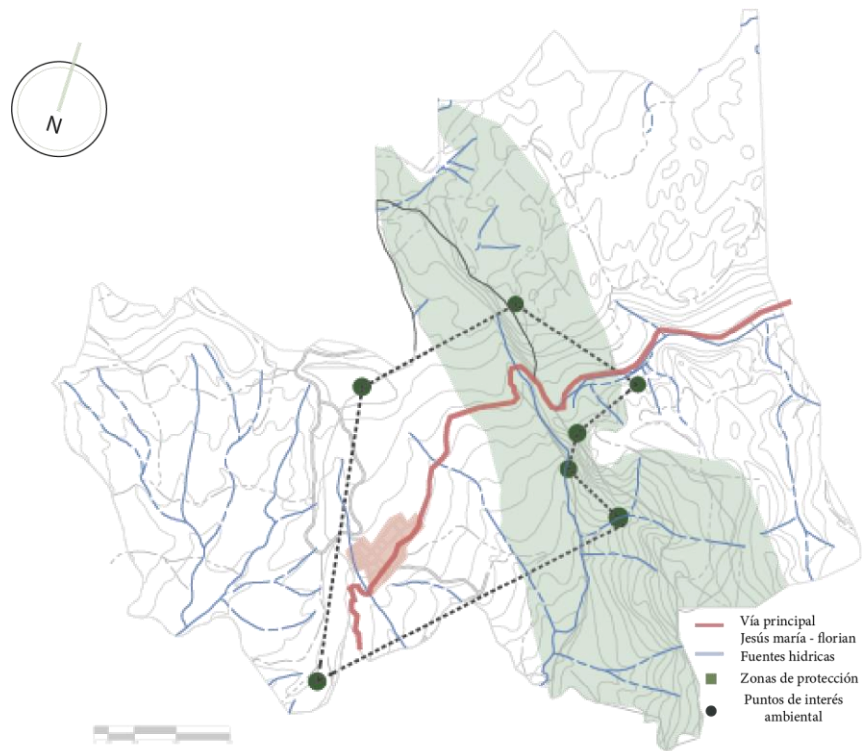 N
Vía principal
Jesús maría - florian
Fuentes hidricas
Zonas de protección
Puntos de interés
ambiental